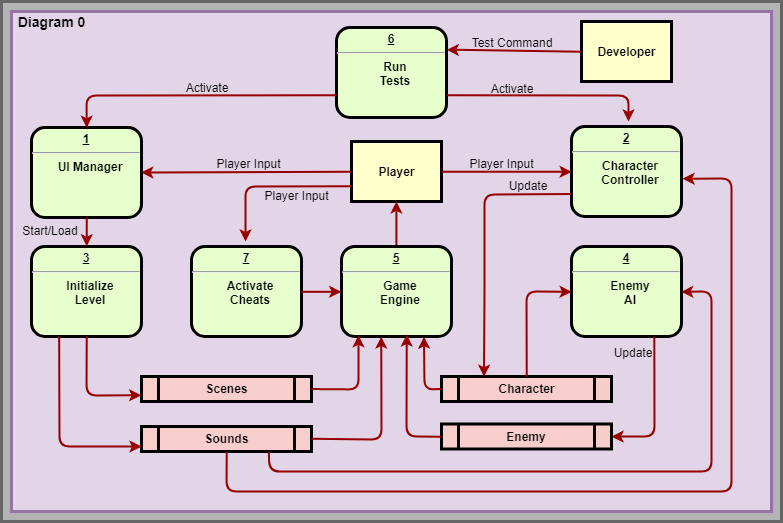 Diagram 0
6
Run
Tests
Test Command
Developer
Activate
Activate
1
UI Manager
Player Input
Player
Player Input
2
Character
Controller
Player Input
Update
Start/Load
3
Initialize
Level
7
Activate
Cheats
5
Game
Engine
4
Enemy
AI
Update
Scenes
Character
Sounds
Enemy